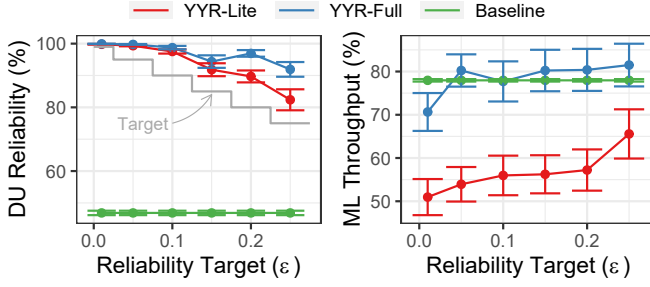 YYR-Lite YYR-Full Baseline
DU Reliability (%)
100
80
60
Target
0.0 0.1 0.2
Reliability Target (ε)
ML Throughput (%)
90
80
70
60
50
0.0 0.1 0.2
Reliability Target (ε)